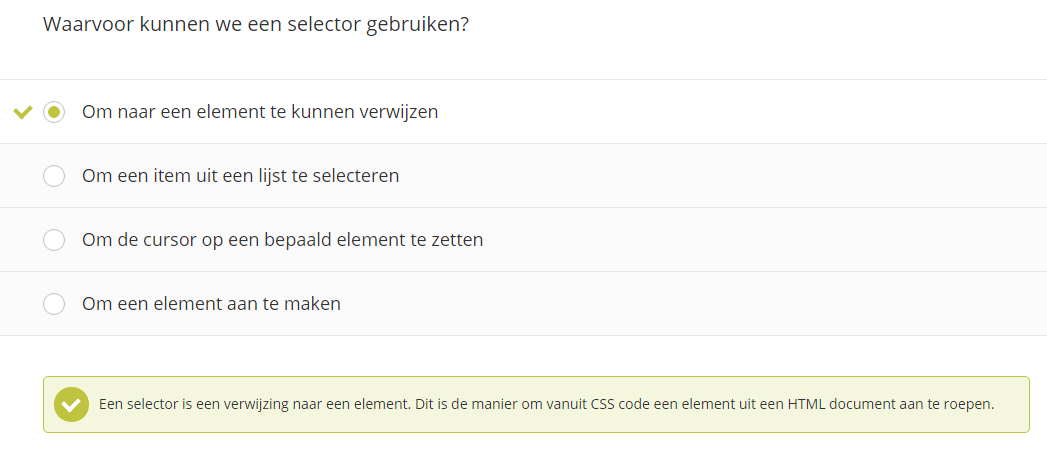 Waarvoor kunnen we een selector gebruiken?
Om naar een element te kunnen verwijzen
Om een item uit een lijst te selecteren
Om de cursor op een bepaald element te zetten
Om een element aan te maken
Een selector is een verwijzing naar een element. Dit is de manier om vanuit CSS code een element uit een HTML document aan te roepen.